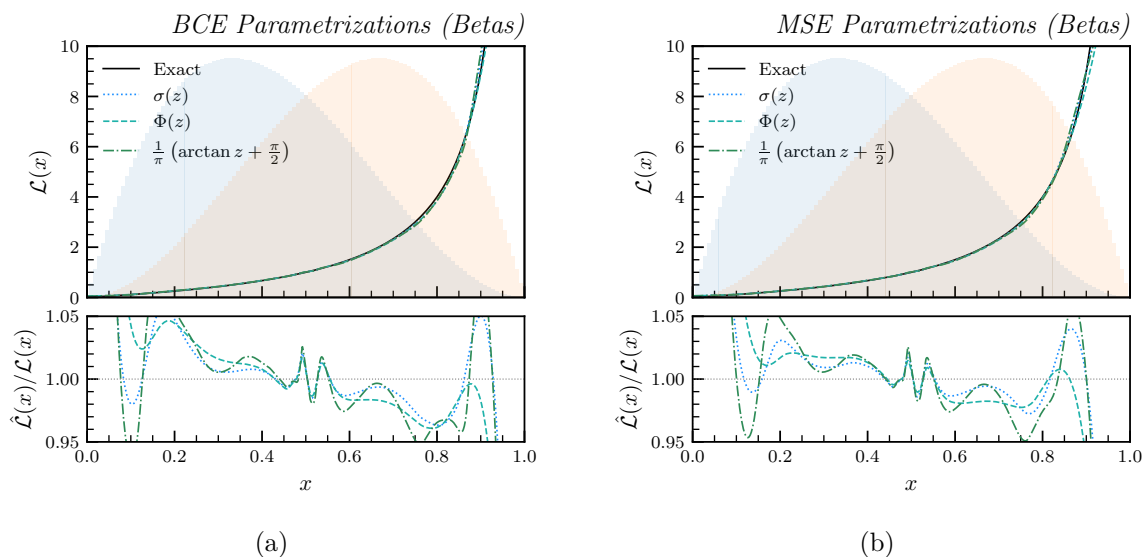 BCE Parametrizations (Betas)
10
8
6
4
2
0
ℒ(x)
Exact
σ(z)
Φ(z)
1/π (arctan z + π/2)
1.05
1.00
0.95
ℒ̂(x)/ℒ(x)
0.0 0.2 0.4 0.6 0.8 1.0
x
(a)
MSE Parametrizations (Betas)
10
8
6
4
2
0
ℒ(x)
Exact
σ(z)
Φ(z)
1/π (arctan z + π/2)
1.05
1.00
0.95
ℒ̂(x)/ℒ(x)
0.0 0.2 0.4 0.6 0.8 1.0
x
(b)